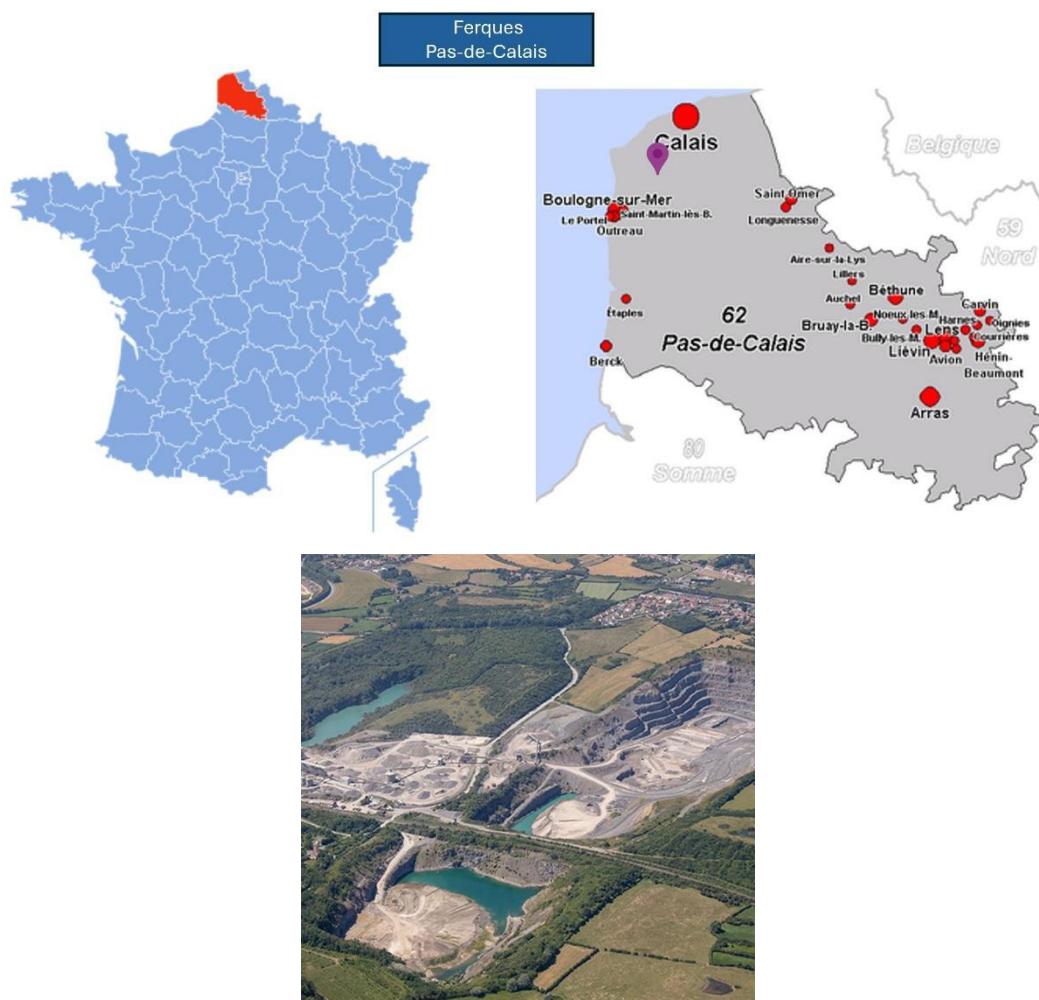 Ferques
Pas-de-Calais
Calais
Belgique
Boulogne-sur-Mer
Saint-Omer
Le Portel
Saint-Martin-lès-B.
Longuenesse
Outreau
59
Nord
Aire-sur-la-Lys
Lillers
Béthune
Étaples
Auchel
Carvin
62
Bruay-la-B.
Noeux-les-M.
Harnes
Oignies
Pas-de-Calais
Bully-les-M.
Lens
Courrières
Berck
Liévin
Avion
Hénin-
Beaumont
Arras
80
Somme